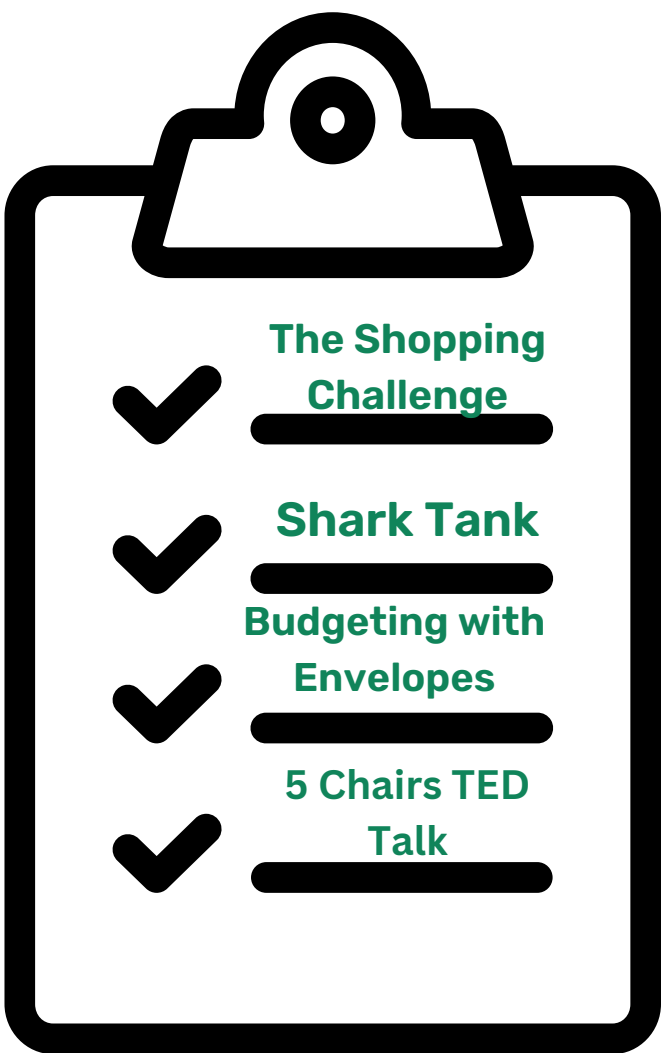 The Shopping
Challenge
Shark Tank
Budgeting with
Envelopes
5 Chairs TED
Talk